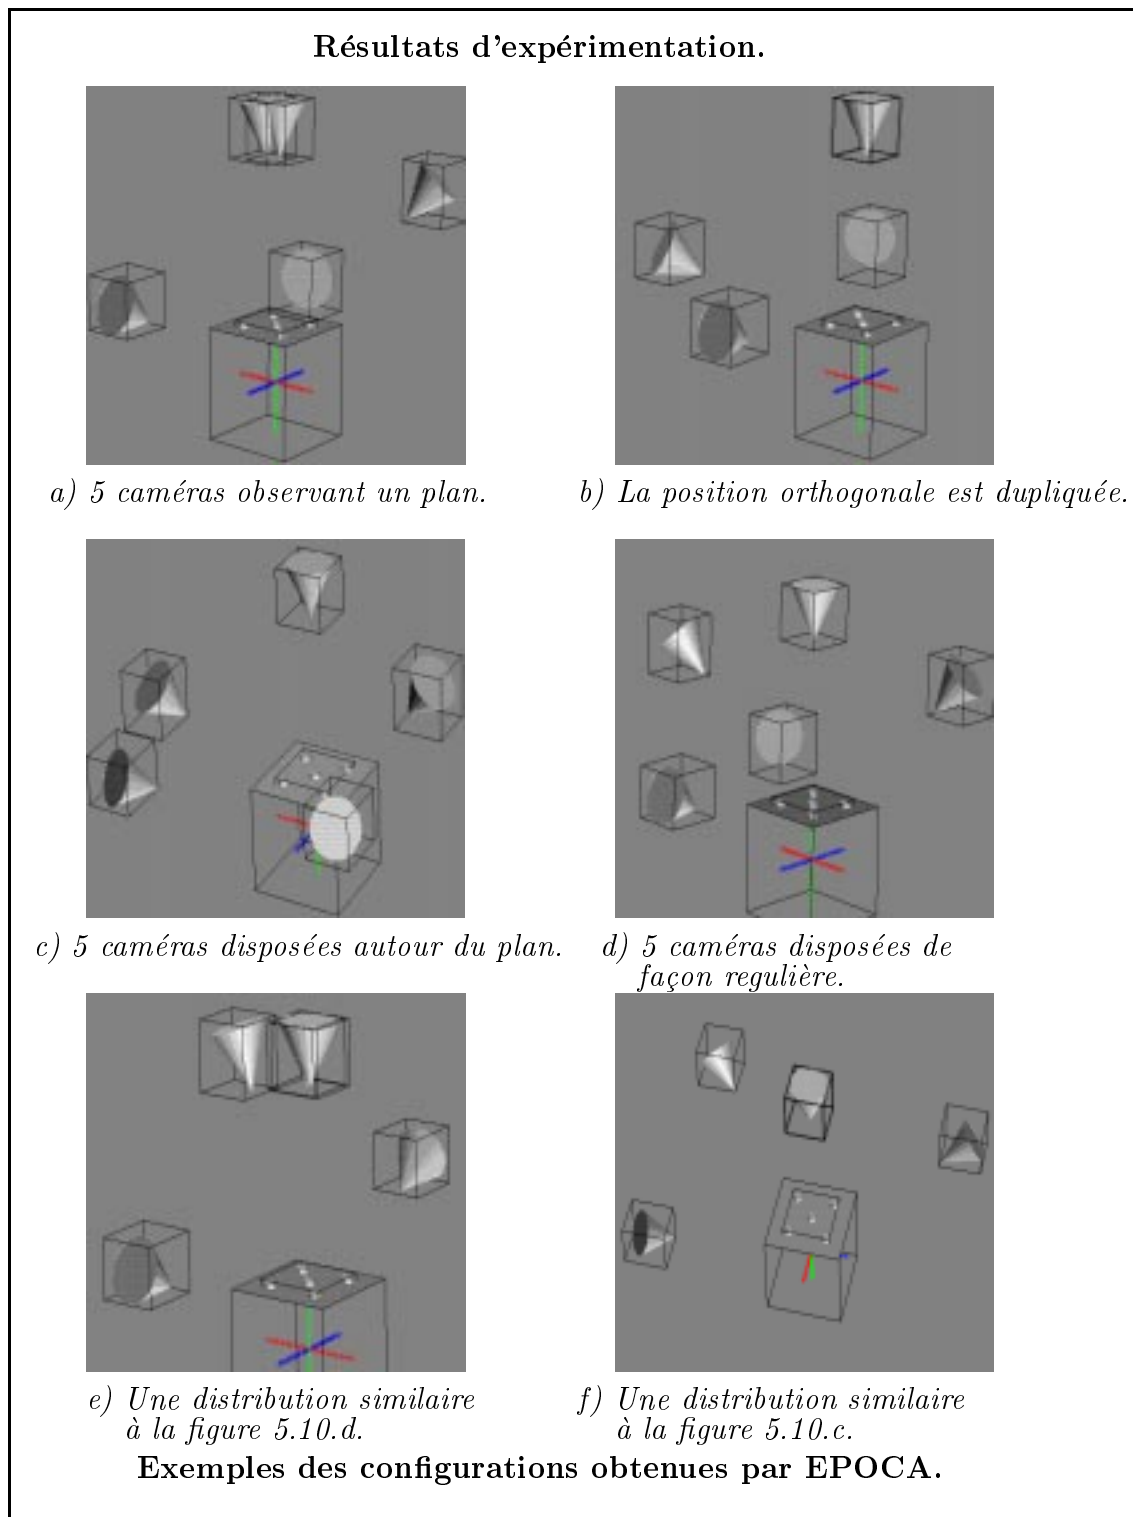 Résultats d'expérimentation.
a) 5 caméras observant un plan.
b) La position orthogonale est dupliquée.
c) 5 caméras disposées autour du plan.
d) 5 caméras disposées de
façon regulière.
e) Une distribution similaire
à la figure 5.10.d.
f) Une distribution similaire
à la figure 5.10.c.
Exemples des configurations obtenues par EPOCA.